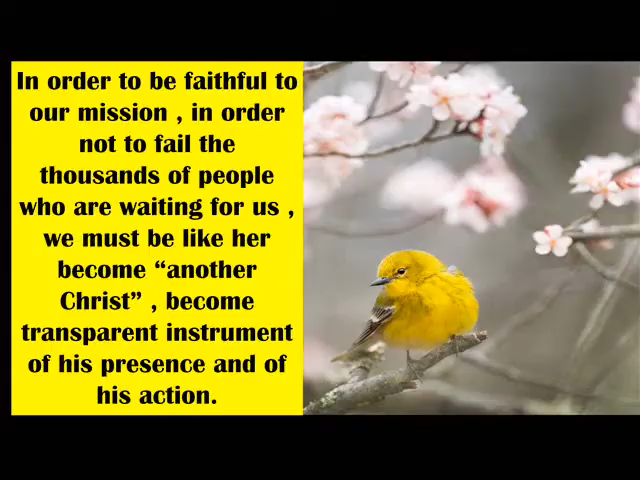 In order to be faithful to
our mission , in order
not to fail the
thousands of people
who are waiting for us ,
we must be like her
become “another
Christ” , become
transparent instrument
of his presence and of
his action.